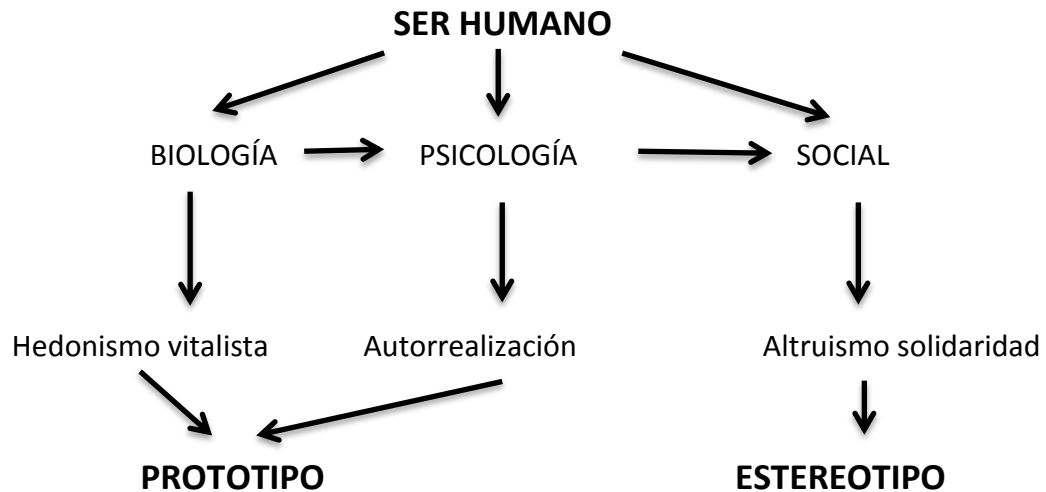 SER HUMANO
BIOLOGÍA
PSICOLOGÍA
SOCIAL
Hedonismo vitalista
Autorrealización
Altruismo solidaridad
PROTOTIPO
ESTEREOTIPO